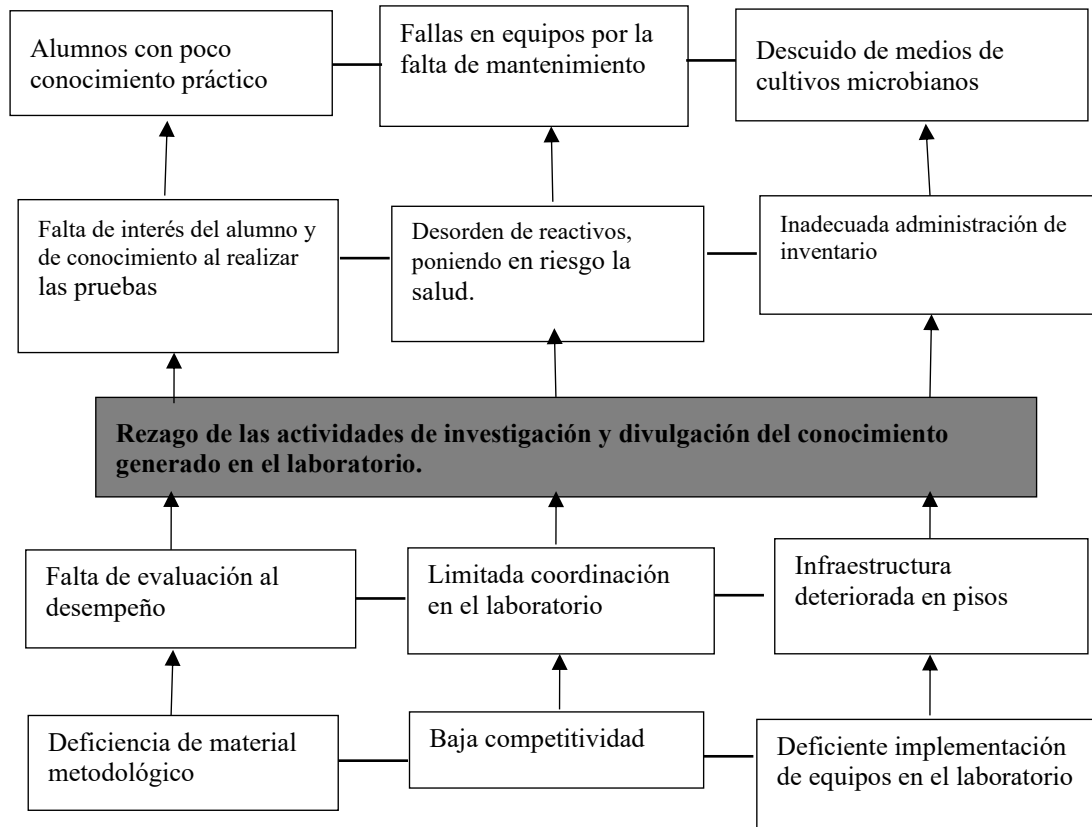 Alumnos con poco
conocimiento práctico
Fallas en equipos por la
falta de mantenimiento
Descuido de medios de
cultivos microbianos
Falta de interés del alumno y
de conocimiento al realizar
las pruebas
Desorden de reactivos,
poniendo en riesgo la
salud.
Inadecuada administración de
inventario
Rezago de las actividades de investigación y divulgación del conocimiento
generado en el laboratorio.
Falta de evaluación al
desempeño
Limitada coordinación
en el laboratorio
Infraestructura
deteriorada en pisos
Deficiencia de material
metodológico
Baja competitividad
Deficiente implementación
de equipos en el laboratorio